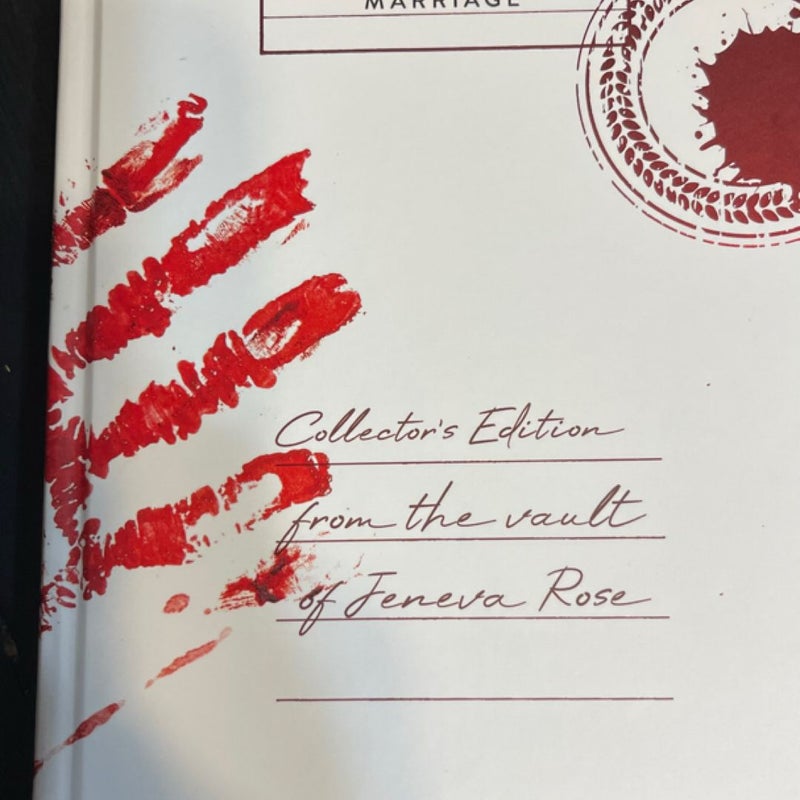 MARRIAGE
Collector's Edition
from the vault
of Jeneva Rose